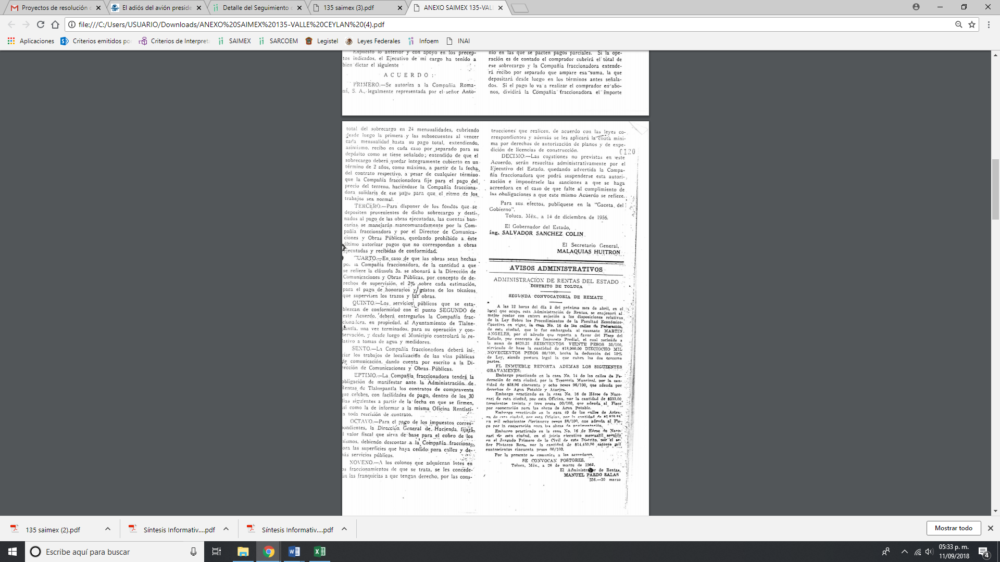 Proyectos de resolución
El adiós del avión preside
Detalle del Seguimiento
135 saimex (3).pdf
ANEXO SAIMEX 135-VAL
file:///C:/Users/USUARIO/Downloads/ANEXO%20SAIMEX%20135-VALLE%20CEYLAN%20(4).pdf
Aplicaciones
Criterios emitidos po
Criterios de Interpret
SAIMEX
SARCOEM
Legistel
Leyes Federales
Infoem
INAI
Expuesto lo anterior y con apoyo en los precep-
tos indicados, el Ejecutivo de mi cargo ha tenido a
bien dictar el siguiente
A C U E R D O :
PRIMERO.—Se autoriza a la Compañía Roma-
ná, S. A., legalmente representada por el señor Anto-
nio en las que se pacten pagos parciales. Si la ope-
ración es de contado el comprador cubrirá el total de
ese sobrecargo y la Compañía fraccionadora extende-
rá recibo por separado que ampare esa suma, la que
depositará desde luego en los términos antes señala-
dos. Si el pago lo va a realizar el comprador en abo-
nos, dividirá la Compañía fraccionadora el importe
total del sobrecargo en 24 mensualidades, cubriendo
desde luego la primera y las subsecuentes al vencer
cada mensualidad hasta su pago total, extendiendo,
asimismo, recibo en cada caso por separado para su
depósito como se tiene señalado; entendido de que el
sobrecargo deberá quedar integramente cubierto en un
término de 2 años, como máximo, a partir de la fecha
del contrato respectivo, a pesar de cualquier término
que la Compañía fraccionadora fije para el pago del
precio del terreno, haciéndose la Compañía fracciona-
dora solidaria de ese pago para que el ritmo de los
trabajos sea normal.
TERCERO.—Para disponer de los fondos que se
depositen provenientes de dicho sobrecargo y desti-
nados al pago de las obras ejecutadas, las cuentas ban-
carias se manejarán mancomunadamente por la Com-
pañía fraccionadora y por el Director de Comunica-
ciones y Obras Públicas, quedando prohibido a éste
último autorizar pagos que no correspondan a obras
ejecutadas y recibidas de conformidad.
CUARTO.—En caso de que las obras sean hechas
por la Compañía fraccionadora, de la cantidad a que
se refiere la cláusula 3a. se abonará a la Dirección de
Comunicaciones y Obras Públicas, por concepto de de-
rechos de supervisión, el 2% sobre cada estimación,
para el pago de honorarios y gastos de los técnicos
que supervisen los trazos y las obras.
QUINTO.—Los servicios públicos que se esta-
blezcan de conformidad con el punto SEGUNDO de
este Acuerdo, deberá entregarlos la Compañía frac-
cionadora, en propiedad, al Ayuntamiento de Tlalne-
pantla, una vez terminados, para su operación y con-
servación, y desde luego el Municipio controlará lo re-
lativo a tomas de agua y medidores.
SEXTO.—La Compañía fraccionadora deberá ini-
ciar los trabajos de localización de las vías públicas
de comunicación, dando cuenta por escrito a la Di-
rección de Comunicaciones y Obras Públicas.
EPTIMO.—La Compañía fraccionadora tendrá la
obligación de manifestar ante la Administración de
Rentas de Tlalnepantla los contratos de compraventa
que celebre, con facilidades de pago, dentro de los 30
días siguientes a partir de la fecha en que se firmen,
así como la de informar a la misma Oficina Rentísti-
a toda rescisión de contrato.
OCTAVO.—Para el pago de los impuestos corres-
pondientes, la Dirección General de Hacienda fijará
l valor fiscal que sirva de base para el cobro de los
mismos, debiendo descontar a la Compañía fracciona-
ora las superficies que haya cedido para calles y de-
más servicios públicos.
NOVENO.—A los colonos que adquieran lotes en
os fraccionamientos de que se trata, se les concede-
án las franquicias a que tengan derecho, por las cons-
trucciones que realicen, de acuerdo con las leyes co-
rrespondientes y además se les aplicará la cuota míni-
ma por derechos de autorización de planos y de expe-
dición de licencias de construcción.
0120
DECIMO.—Las cuestiones no previstas en este
Acuerdo, serán resueltas administrativamente por el
Ejecutivo del Estado, quedando advertida la Compa-
ñía fraccionadora que podrá suspenderse esta autori-
zación e imponérsele las sanciones a que se haga
acreedora en el caso de que falte al cumplimiento de
las obuligaciones a que este mismo Acuerdo se refiere.
Para sus efectos, publíquese en la "Gaceta del
Gobierno".
Toluca, Méx., a 14 de diciembre de 1956.
El Gobernador del Estado,
íng. SALVADOR SANCHEZ COLIN
El Secretario General,
MALAQUIAS HUITRON
AVISOS ADMINISTRATIVOS
ADMINISTRACION DE RENTAS DEL ESTADO
DISTRITO DE TOLUCA
SEGUNDA CONVOCATORIA DE REMATE
A las 12 horas del día 2 del próximo mes de abril, en el
local que ocupa esta Administración de Rentas, se enajenará al
mejor postor con entera sujeción a las disposiciones relativas
de la Ley Sobre los Procedimientos de la Facultad Económico-
Coactiva en vigor, la casa No. 16 de las calles de Federación,
de esta ciudad, que le fue embargada al causante MARTIN
ANGELES, por el adeudo que reporta a favor del Fisco del
Estado, por concepto de Impuesto Predial, el cual asciende a
la suma de $620.35 SEISCIENTOS VEINTE PESOS 35/100,
sirviendo de base la cantidad de $18,900.00 DIECIOCHO MIL
NOVECIENTOS PESOS 00/100, hecha la deducción del 10%
de Ley, siendo postura legal la que cubra las dos terceras
partes.
EL INMUEBLE REPORTA ADEMAS LOS SIGUIENTES
GRAVAMENES:
Embargo practicado en la casa No. 14 de las calles de Fe-
deración de esta ciudad, por la Tesorería Municipal, por la can-
tidad de $58.96 cincuenta y ocho pesos 96/100, que adeuda por
derechos de Agua Potable y Atarjea.
Embargo practicado en la casa No. 16 de Héroe de Naco-
zari de esta ciudad, por esta Oficina, por la cantidad de $333.00
trescientos treinta y tres pesos 00/100, que adeuda al Fisco
por cooperación para las obras de Agua Potable.
Embargo practicado en la casa 49 de las calles de Artea-
ga de esta ciudad, por esta Oficina, por la cantidad de
un mil ochocientos diecinueve pesos 88/100, que adeuda al Fis-
co por la cooperación para las obras de pavimentación.
Embargo practicado en la casa No. 16 de Héroe de Naco-
zari de esta ciudad, en el juicio ejecutivo mercantil seguido
en el Juzgado Primero de lo Civil de este Distrito, por el se-
ñor Plutarco Roza, por la cantidad de $14,450.00 catorce mil
cuatrocientos cincuenta pesos 00/100.
Por la presente se comunica a los acreedores.
SE CONVOCAN POSTORES.
Toluca, Méx., a 26 de marzo de 1957.
El Administrador de Rentas,
MANUEL PARDO SALAS
256.—30 marzo
135 saimex (2).pdf
Síntesis Informativ....pdf
Síntesis Informativ....pdf
Mostrar todo
Escribe aquí para buscar
05:33 p. m.
11/09/2018
4